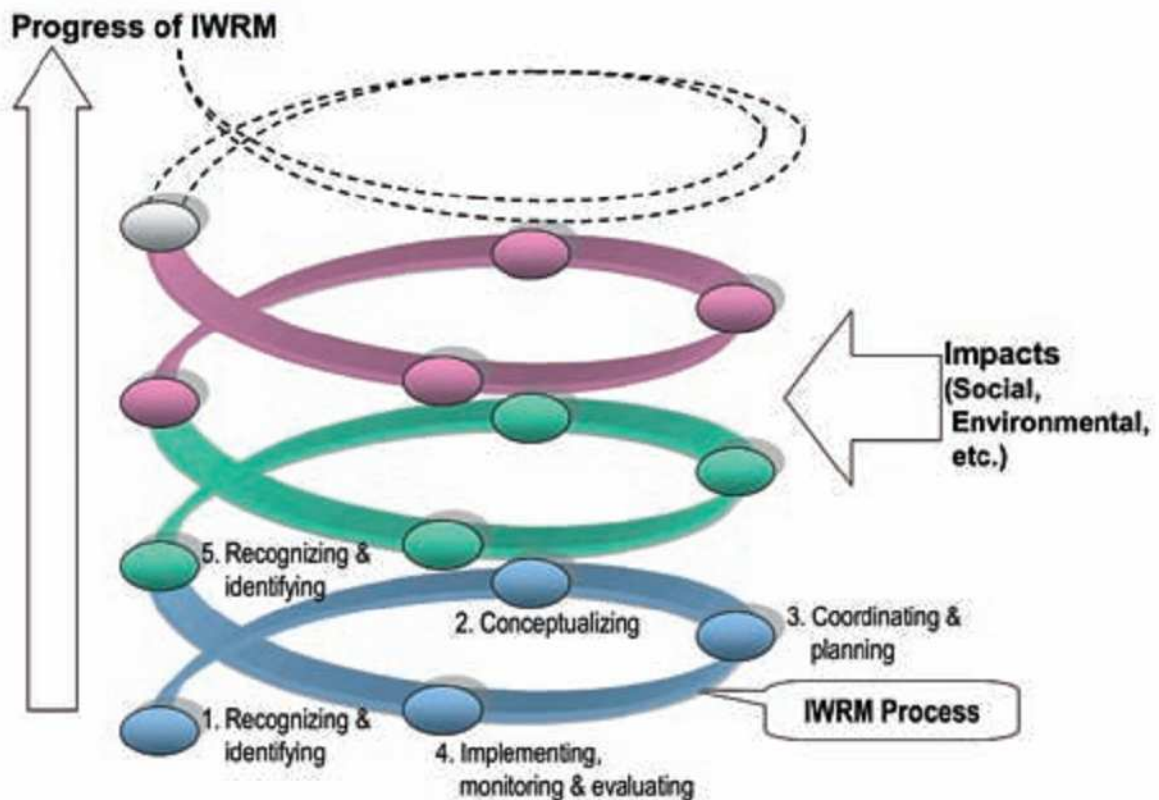 Progress of IWRM
Impacts
(Social,
Environmental,
etc.)
5. Recognizing &
identifying
2. Conceptualizing
3. Coordinating &
planning
IWRM Process
1. Recognizing &
identifying
4. Implementing,
monitoring & evaluating